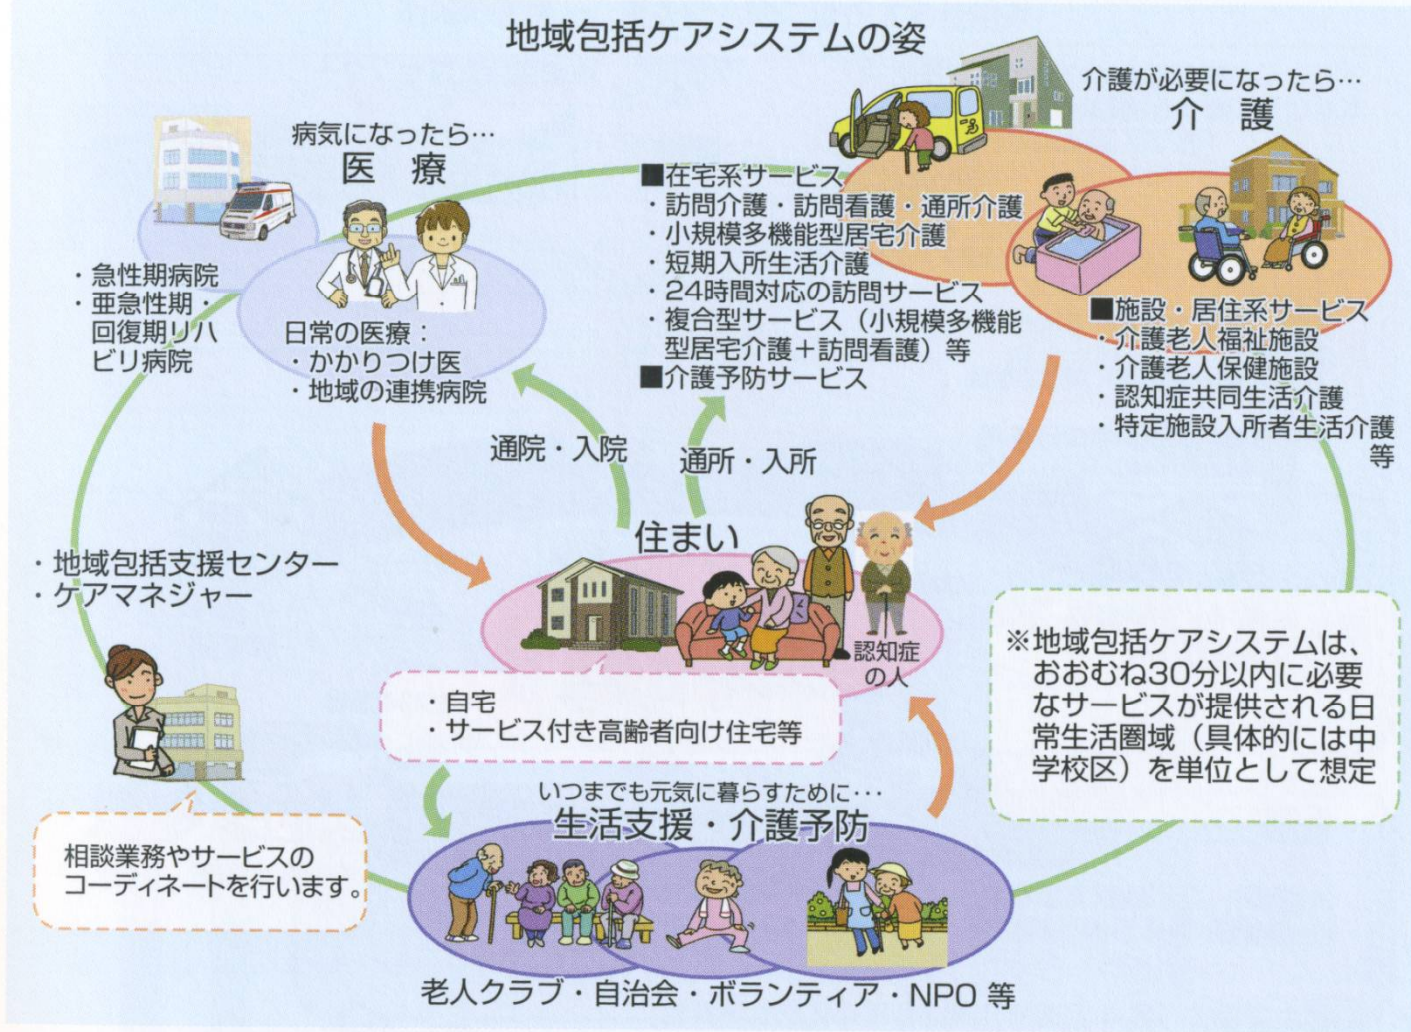 地域包括ケアシステムの姿
病気になったら…
医 療
・急性期病院
・亜急性期・
回復期リハ
ビリ病院
日常の医療：
・かかりつけ医
・地域の連携病院
介護が必要になったら…
介 護
■在宅系サービス
・訪問介護・訪問看護・通所介護
・小規模多機能型居宅介護
・短期入所生活介護
・24時間対応の訪問サービス
・複合型サービス（小規模多機能
型居宅介護＋訪問看護）等
■介護予防サービス
■施設・居住系サービス
・介護老人福祉施設
・介護老人保健施設
・認知症共同生活介護
・特定施設入所者生活介護
等
通院・入院
通所・入所
住まい
認知症
の人
・自宅
・サービス付き高齢者向け住宅等
・地域包括支援センター
・ケアマネジャー
相談業務やサービスの
コーディネートを行います。
※地域包括ケアシステムは、
おおむね30分以内に必要
なサービスが提供される日
常生活圏域（具体的には中
学校区）を単位として想定
いつまでも元気に暮らすために･･･
生活支援・介護予防
老人クラブ・自治会・ボランティア・NPO 等